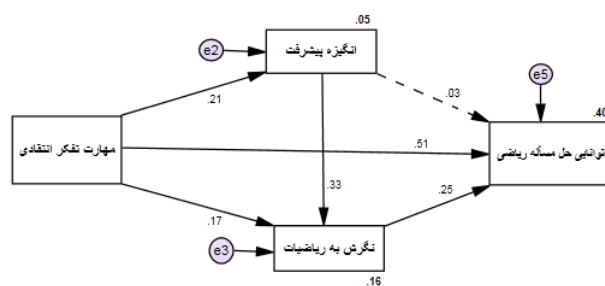 .05
e2
انگیزه پیشرفت
e5
.21
.03
.40
مهارت تفکر انتقادی
.51
توانایی حل مسأله ریاضی
.33
.25
.17
e3
نگرش به ریاضیات
.16